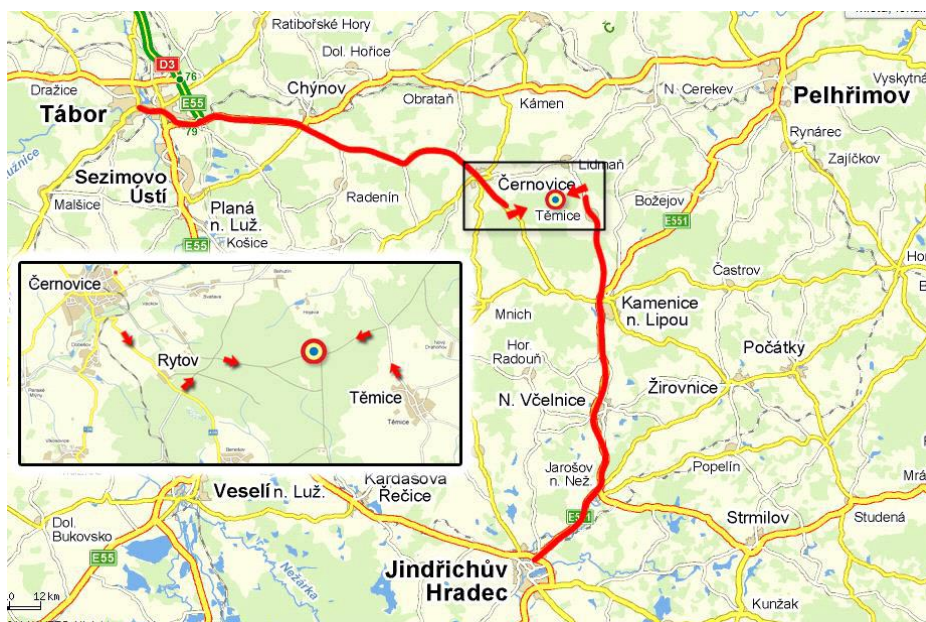 Ratibořské Hory
Dol. Hořice
D3
76
Dražice
E55
Chýnov
Obrataň
Kámen
N. Cerekev
Pelhřimov
Vyskytná
Tábor
79
Rynárec
Zajíčkov
Sezimovo
Ústí
Radenín
Černovice
Lidmaň
Malšice
Planá
n. Luž.
Těmice
Božejov
E551
E55
Košice
Častrov
Kamenice
n. Lipou
Mnich
Hor.
Radouň
Počátky
N. Včelnice
Žirovnice
Černovice
Rytov
Těmice
Těmice
Jarošov
n. Než.
Popelín
Veselí n. Luž.
Kardašova
Řečice
Strmilov
Studená
Dol.
Bukovsko
E55
Nežárka
Jindřichův
Hradec
Kunžak
12 km